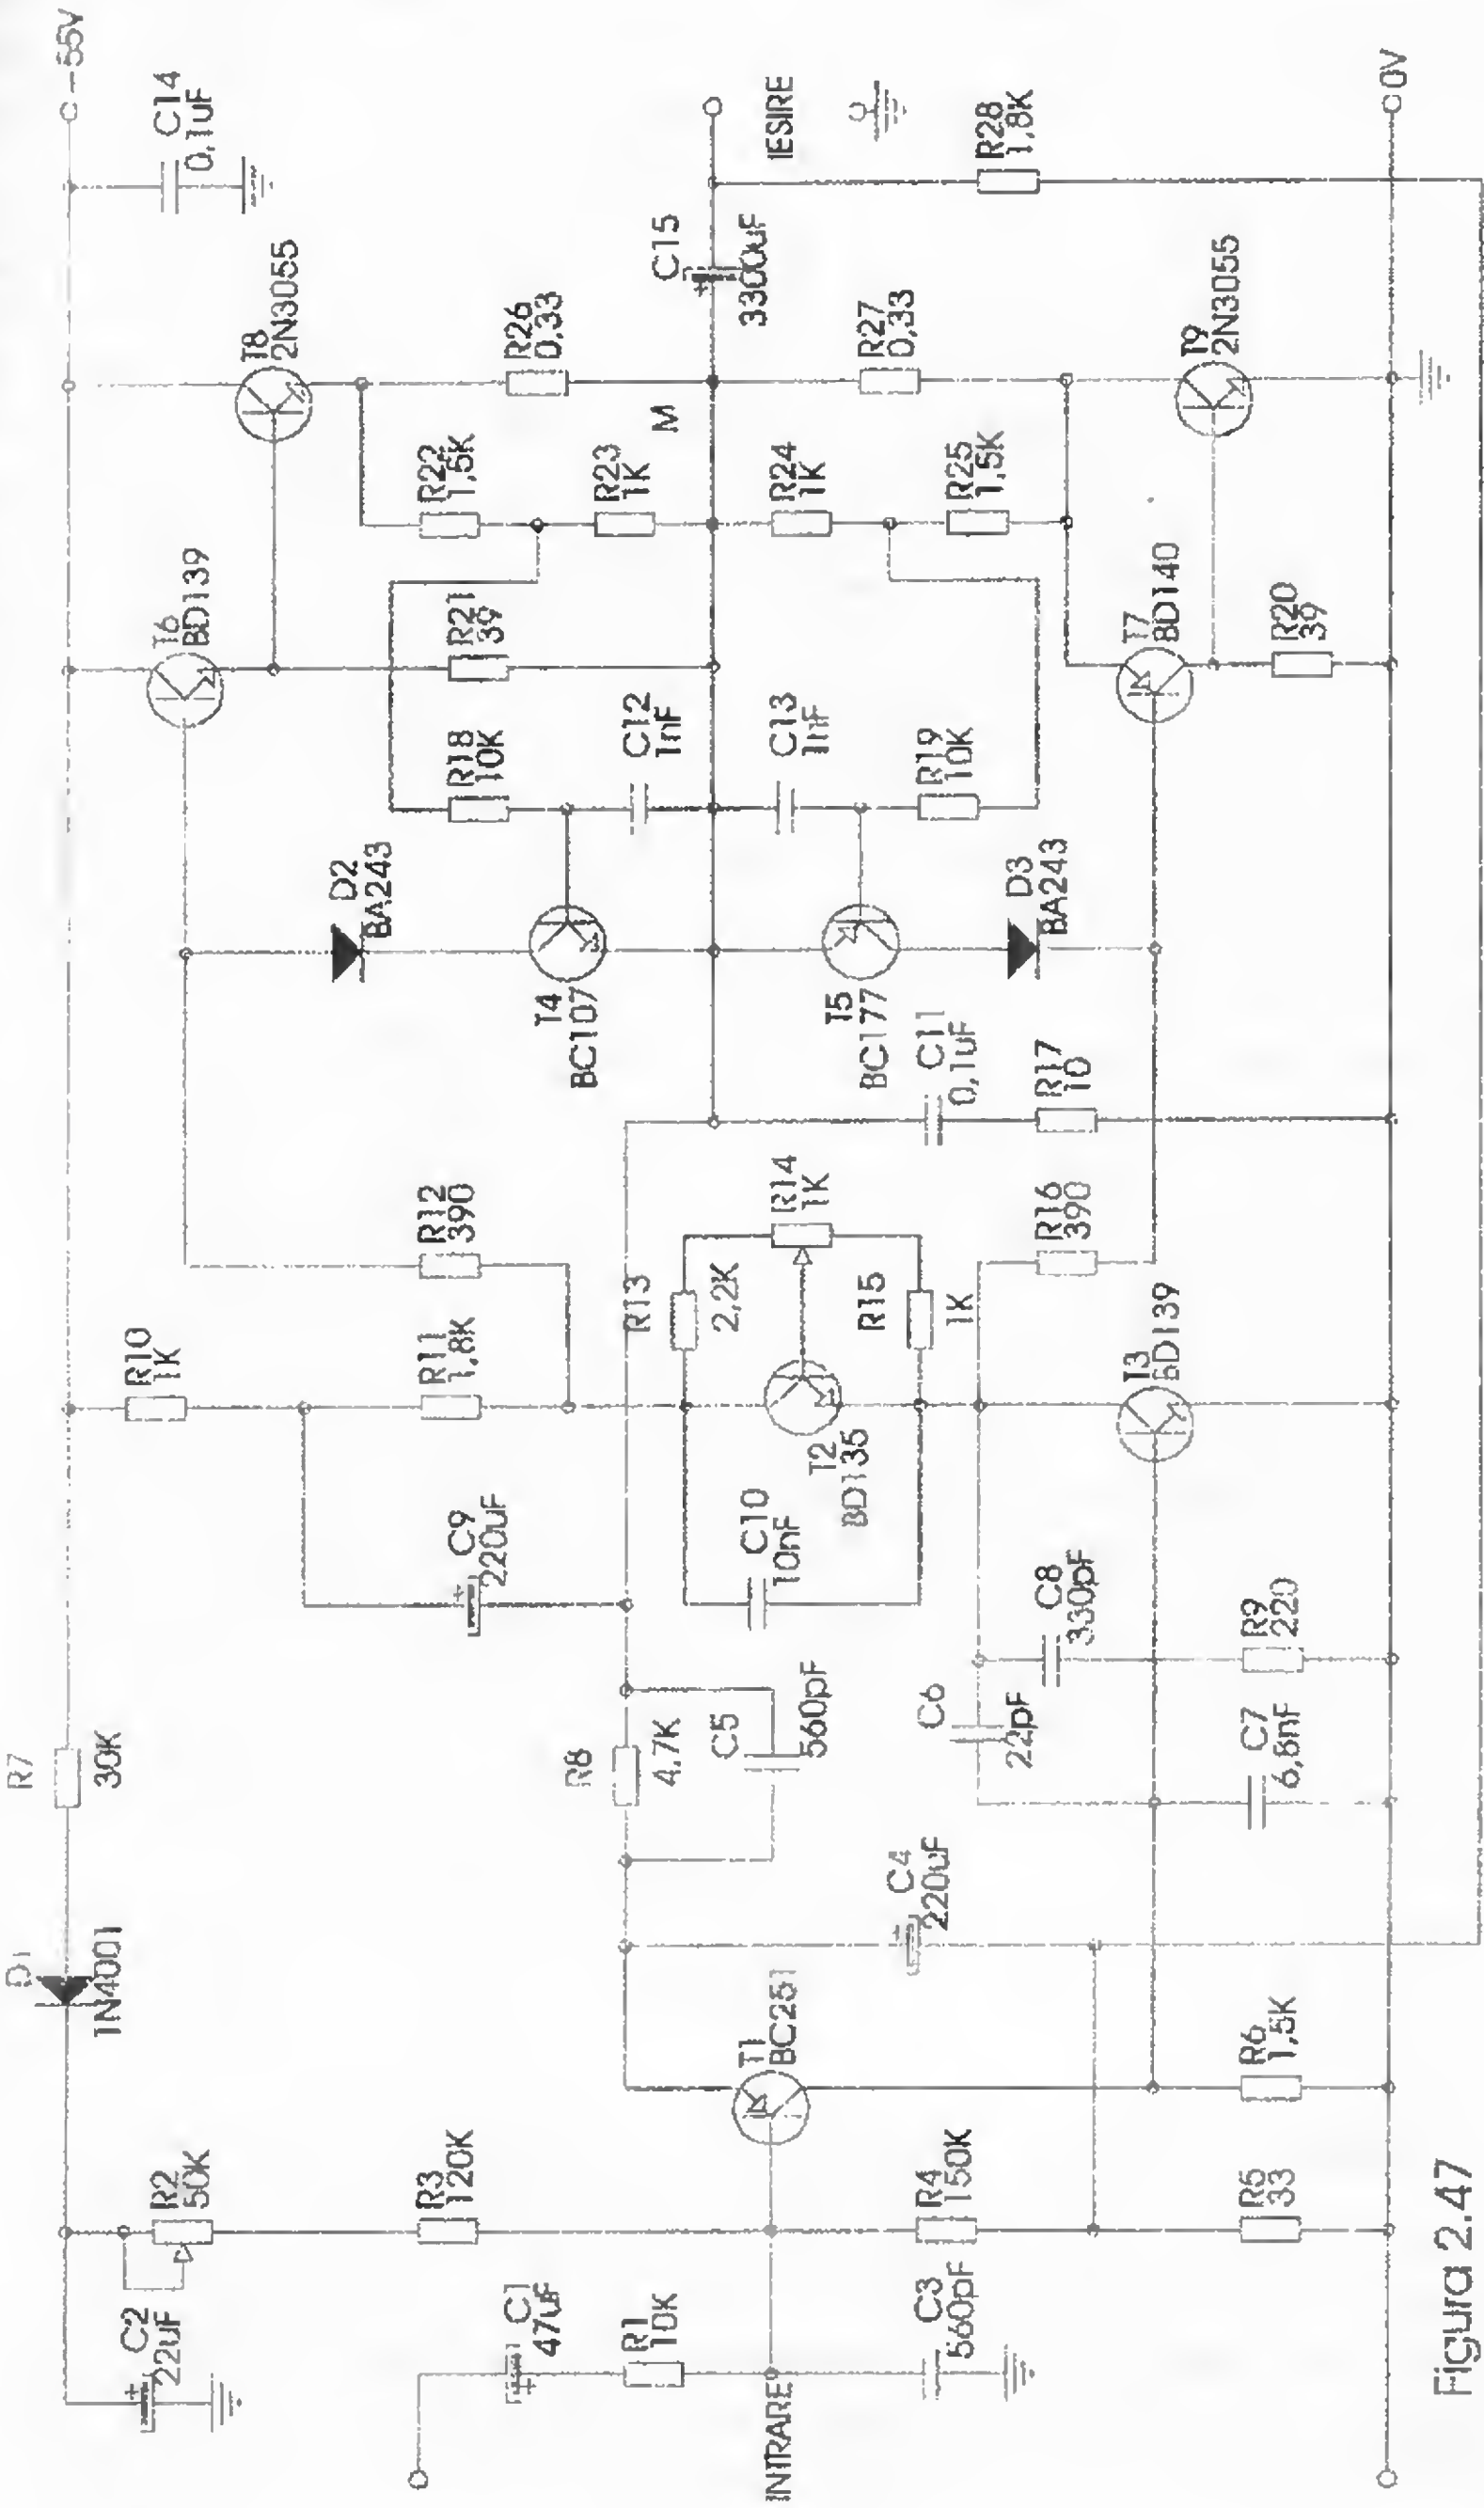 R7
30K
D1
1N4001
C2
22uF
R2
50K
R3
120K
C1
47uF
R1
10K
INTRARE
C3
560pF
R4
150K
R5
33
T1
BC251
R6
1,5K
C4
220uF
R8
4,7K
C5
560pF
C6
22pF
C7
6,8nF
C8
330pF
R9
220
C9
220uF
R10
1K
R11
1,8K
R12
390
C10
10nF
T2
BD135
R13
2,2K
R14
1K
R15
1K
T3
BD139
R16
390
C11
0,1uF
R17
10
D2
BA243
T4
BC107
T5
BC177
D3
BA243
R18
10K
C12
1nF
C13
1nF
R19
10K
T6
BD139
R21
39
T7
BD140
R20
39
R22
1,5K
R23
1K
R24
1K
R25
1,5K
M
T8
2N3055
R26
0,33
R27
0,33
T9
2N3055
C15
3300uF
C14
0,1uF
IESIRE
R28
1,8K
-55V
0V
Figura 2.47